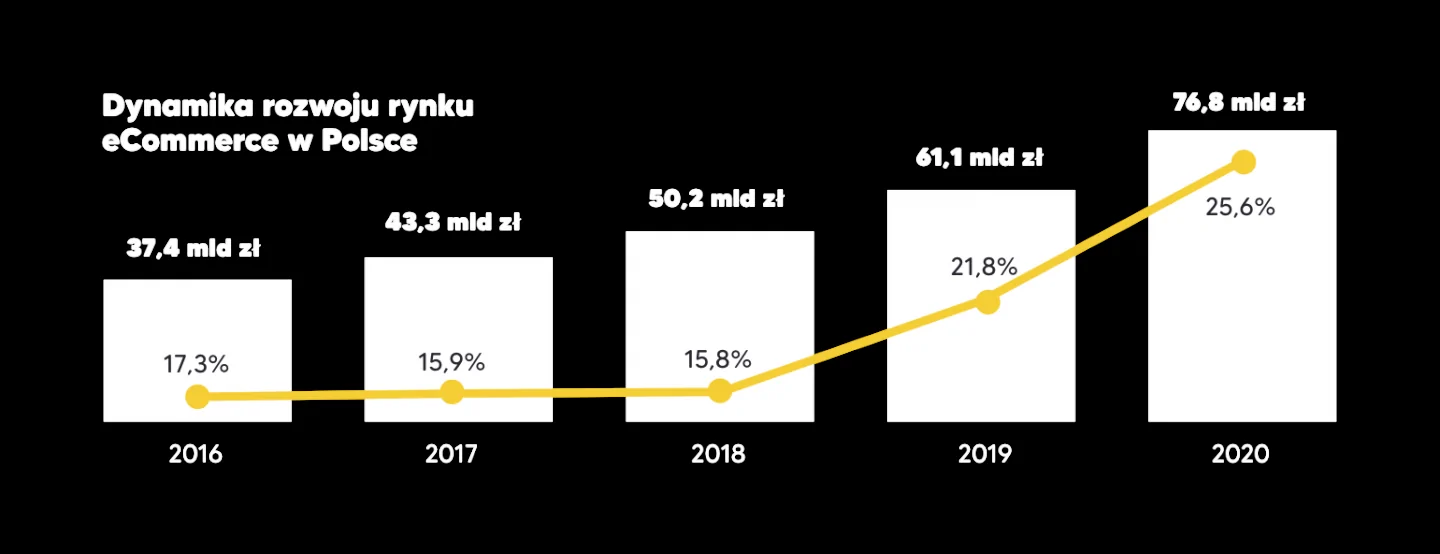 Dynamika rozwoju rynku
eCommerce w Polsce
37,4 mld zł
43,3 mld zł
50,2 mld zł
61,1 mld zł
76,8 mld zł
17,3%
15,9%
15,8%
21,8%
25,6%
2016
2017
2018
2019
2020